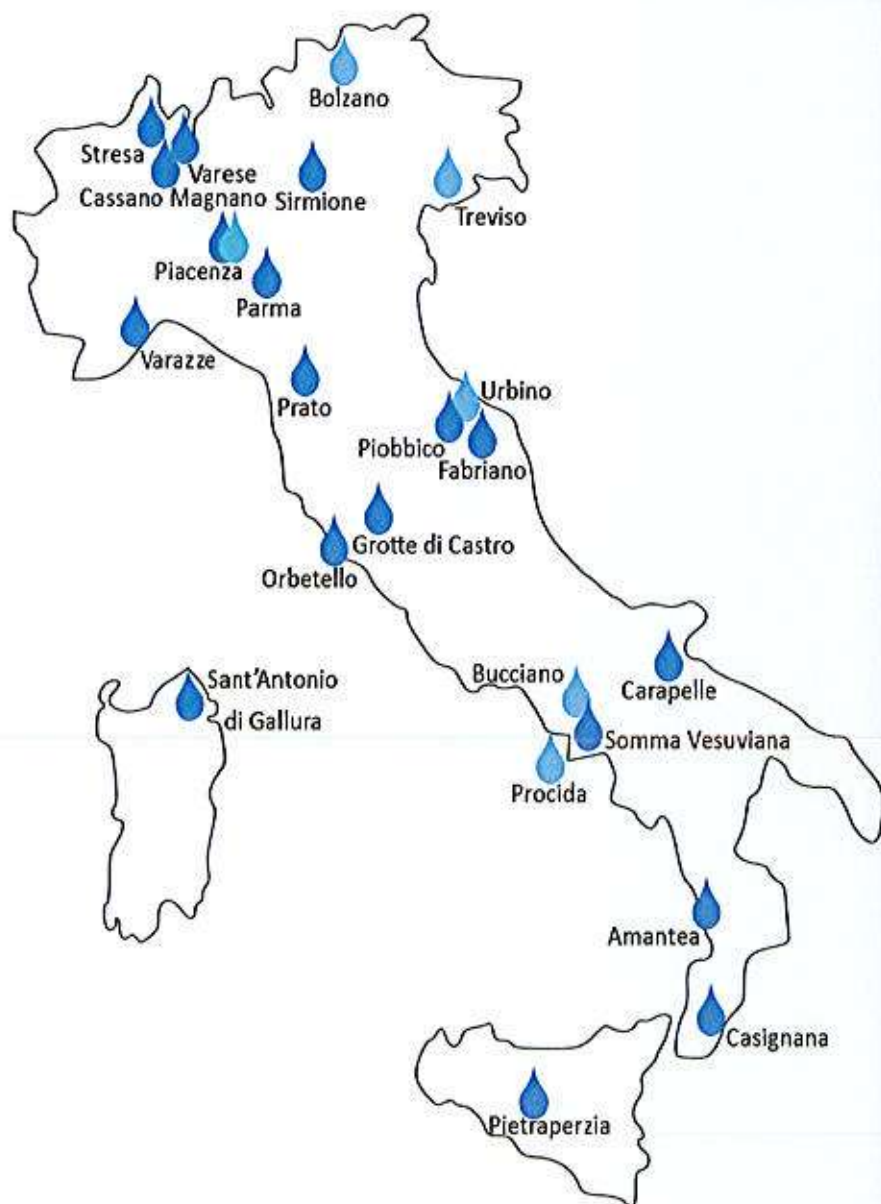 Bolzano
Stresa
Varese
Cassano Magnano
Sirmione
Treviso
Piacenza
Parma
Varazze
Prato
Urbino
Piobbico
Fabriano
Grotte di Castro
Orbetello
Sant'Antonio
di Gallura
Bucciano
Carapelle
Somma Vesuviana
Procida
Amantea
Casignana
Pietraperzia